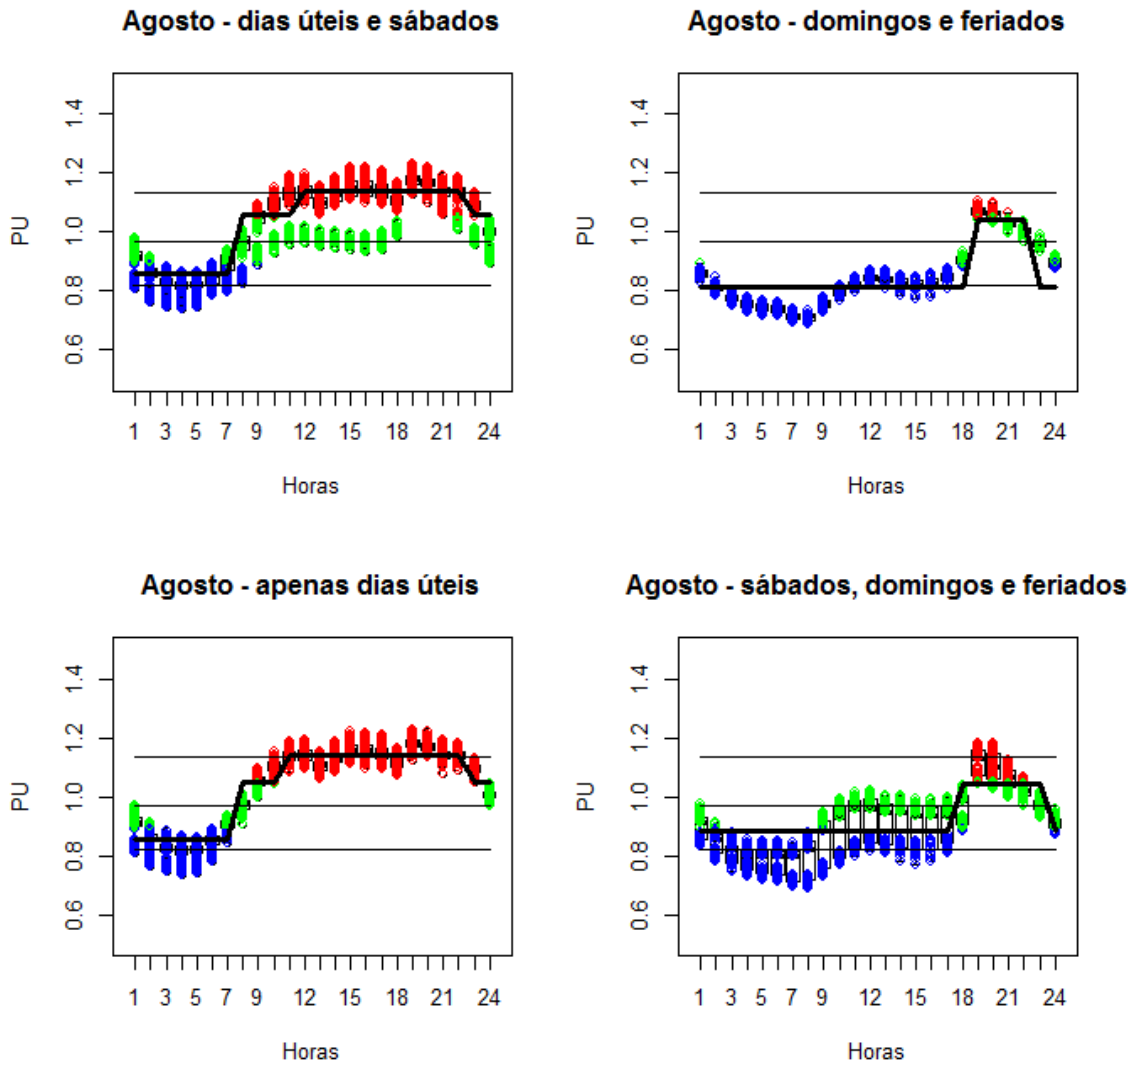 Agosto - dias úteis e sábados
PU
1.4
1.2
1.0
0.8
0.6
1 3 5 7 9 12 15 18 21 24
Horas
Agosto - domingos e feriados
PU
1.4
1.2
1.0
0.8
0.6
1 3 5 7 9 12 15 18 21 24
Horas
Agosto - apenas dias úteis
PU
1.4
1.2
1.0
0.8
0.6
1 3 5 7 9 12 15 18 21 24
Horas
Agosto - sábados, domingos e feriados
PU
1.4
1.2
1.0
0.8
0.6
1 3 5 7 9 12 15 18 21 24
Horas